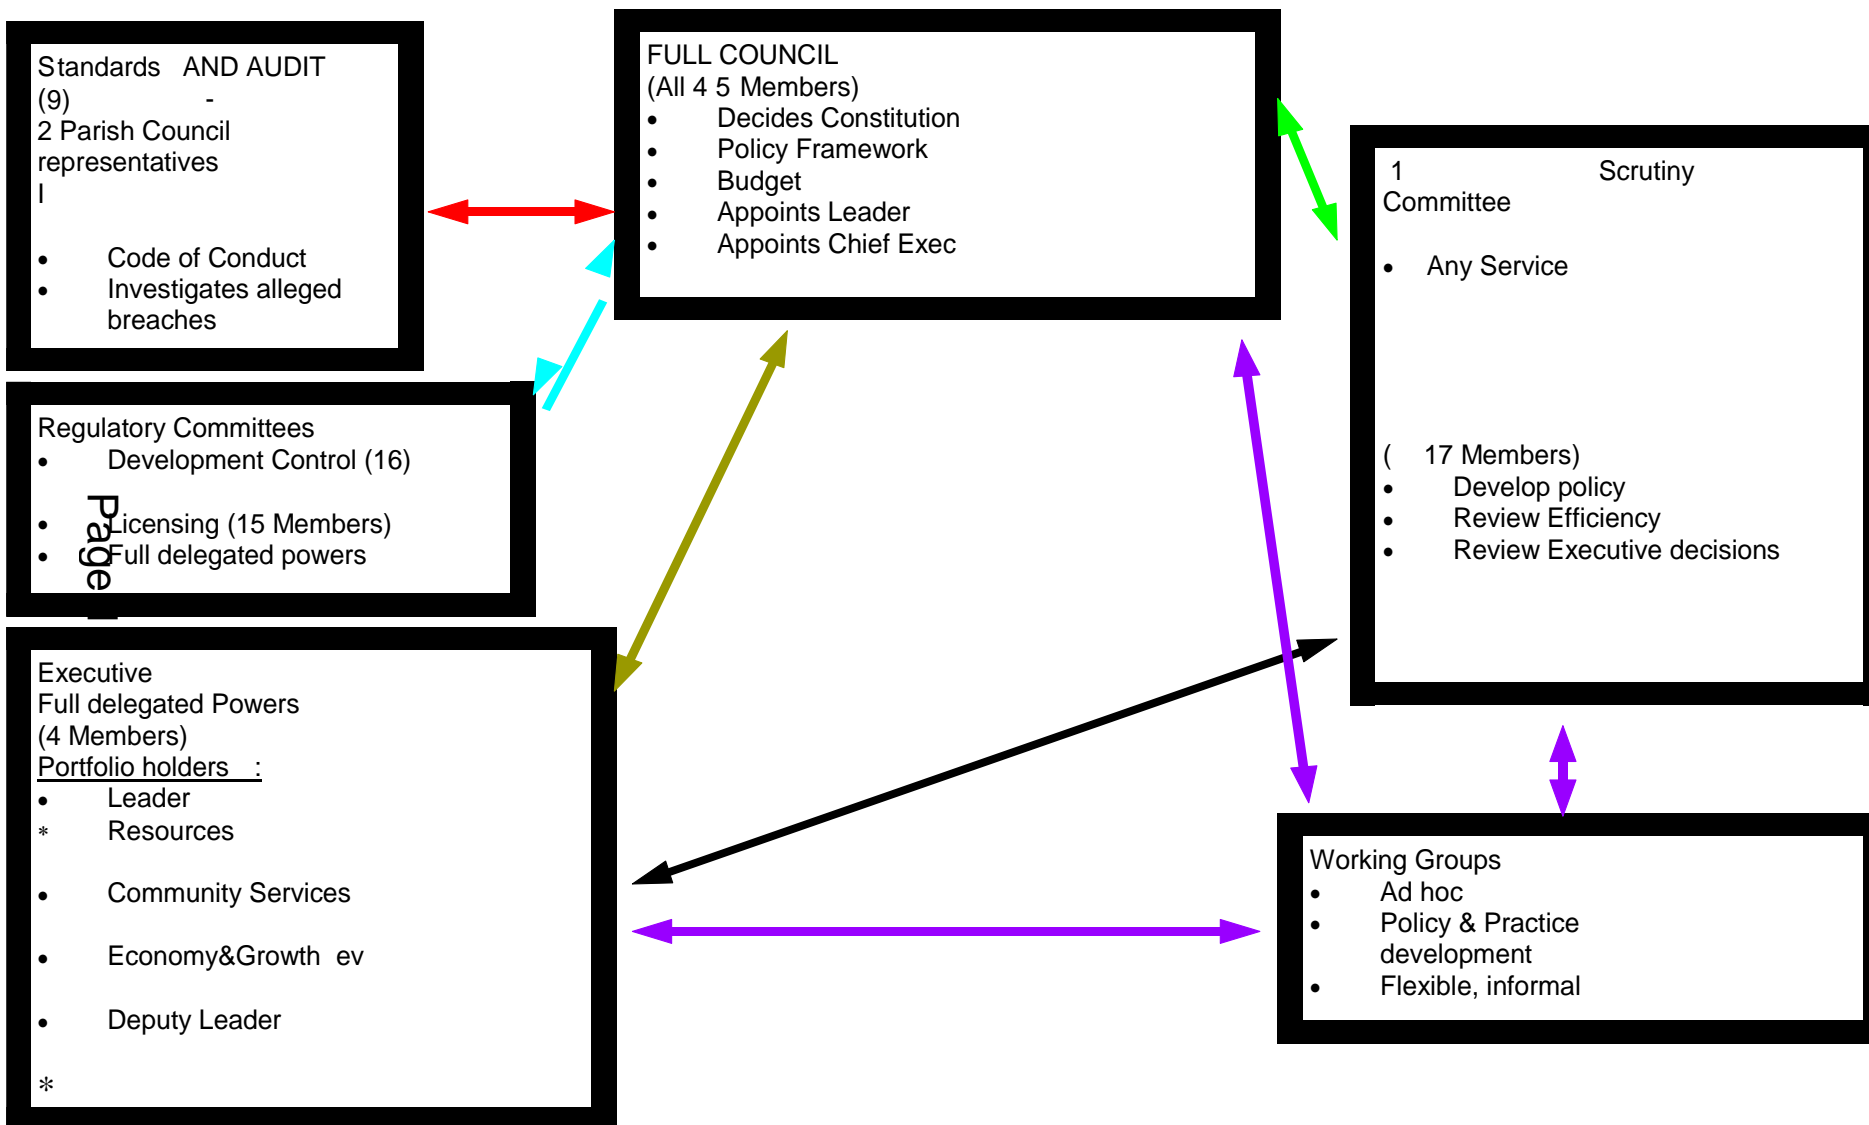 Standards AND AUDIT
(9) -
2 Parish Council
representatives
l
• Code of Conduct
• Investigates alleged
breaches
FULL COUNCIL
(All 4 5 Members)
• Decides Constitution
• Policy Framework
• Budget
• Appoints Leader
• Appoints Chief Exec
1 Scrutiny
Committee
• Any Service
( 17 Members)
• Develop policy
• Review Efficiency
• Review Executive decisions
Regulatory Committees
• Development Control (16)
• Licensing (15 Members)
• Full delegated powers
Page
Executive
Full delegated Powers
(4 Members)
Portfolio holders :
• Leader
* Resources
• Community Services
• Economy&Growth ev
• Deputy Leader
*
Working Groups
• Ad hoc
• Policy & Practice
development
• Flexible, informal